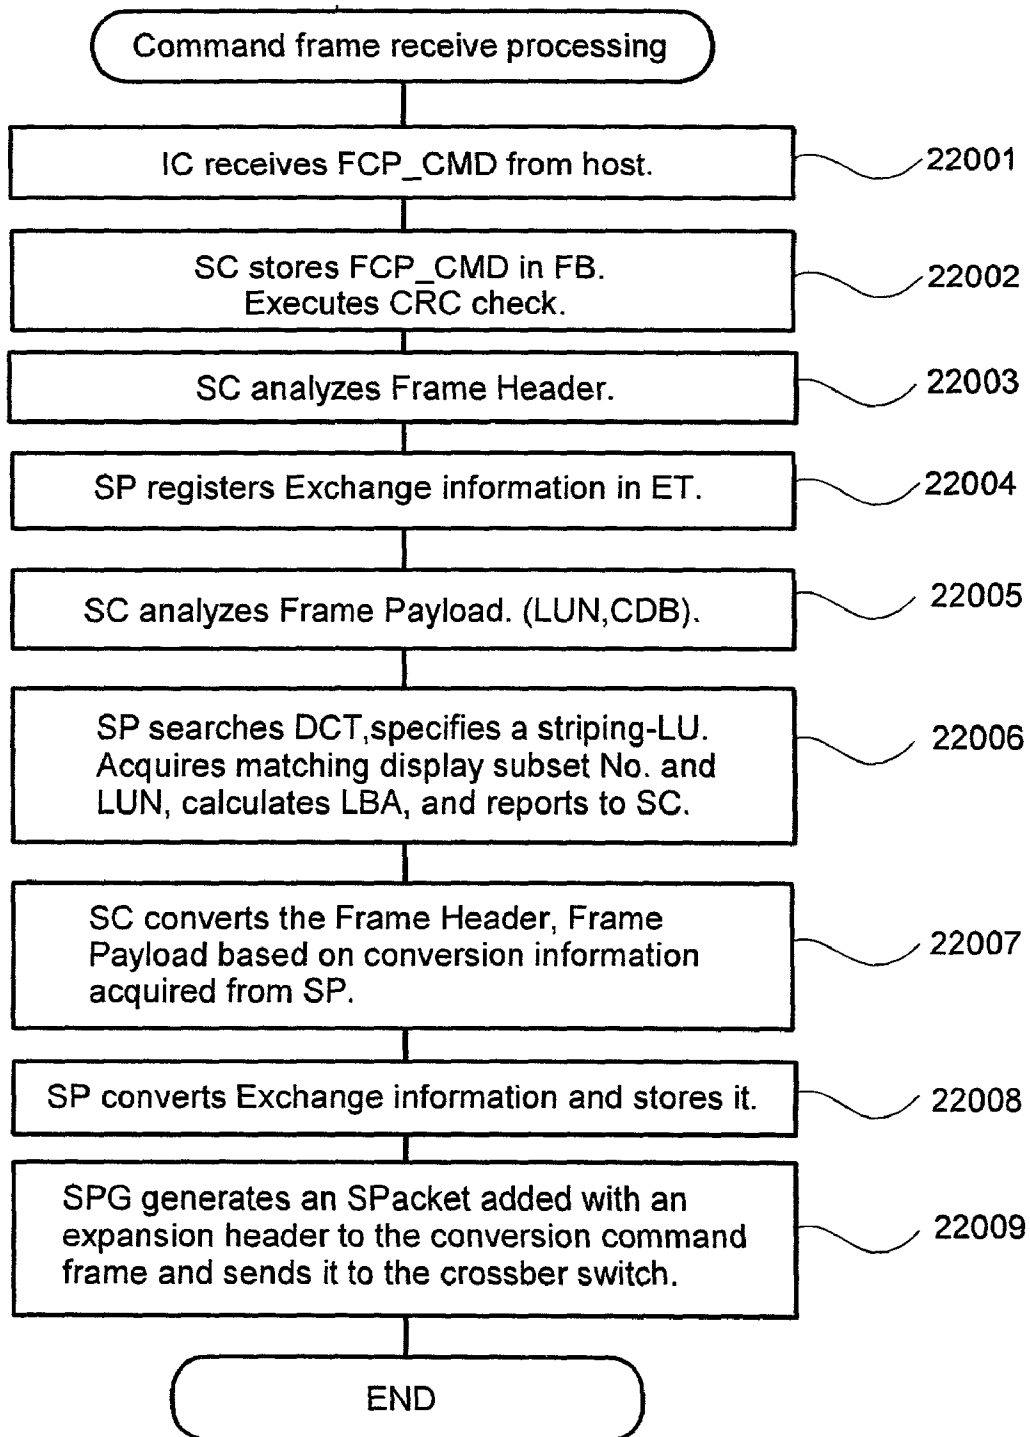 Command frame receive processing
IC receives FCP_CMD from host.
22001
SC stores FCP_CMD in FB.
Executes CRC check.
22002
SC analyzes Frame Header.
22003
SP registers Exchange information in ET.
22004
SC analyzes Frame Payload. (LUN,CDB).
22005
SP searches DCT,specifies a striping-LU.
Acquires matching display subset No. and
LUN, calculates LBA, and reports to SC.
22006
SC converts the Frame Header, Frame
Payload based on conversion information
acquired from SP.
22007
SP converts Exchange information and stores it.
22008
SPG generates an SPacket added with an
expansion header to the conversion command
frame and sends it to the crossber switch.
22009
END